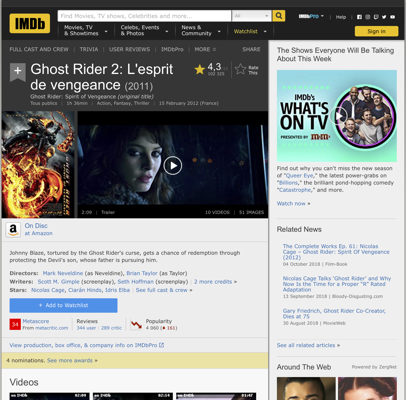 IMDb
Find Movies, TV shows, Celebrities and more...
All
IMDbPro
Help
Movies, TV & Showtimes
Celebs, Events & Photos
News & Community
Watchlist
Sign in
FULL CAST AND CREW | TRIVIA | USER REVIEWS | IMDbPro | MORE
SHARE
Ghost Rider 2: L'esprit
de vengeance (2011)
Ghost Rider: Spirit of Vengeance (original title)
Tous publics | 1h 36min | Action, Fantasy, Thriller | 15 February 2012 (France)
4,3
Rate This
2:09 | Trailer
10 VIDEOS | 51 IMAGES
On Disc
at Amazon
Johnny Blaze, tortured by the Ghost Rider's curse, gets a chance of redemption through
protecting the Devil's son, whose father is pursuing him.
Directors: Mark Neveldine (as Neveldine), Brian Taylor (as Taylor)
Writers: Scott M. Gimple (screenplay), Seth Hoffman (screenplay) | 2 more credits »
Stars: Nicolas Cage, Ciarán Hinds, Idris Elba | See full cast & crew »
+ Add to Watchlist
34
Metascore
From metacritic.com
Reviews
344 user | 289 critic
Popularity
4 060 (161)
View production, box office, & company info on IMDbPro
4 nominations. See more awards »
Videos
The Shows Everyone Will Be Talking
About This Week
IMDb's
WHAT'S
ON TV
PRESENTED BY
Find out why you can't miss the new season
of "Queer Eye," the latest power-grabs on
"Billions," the brilliant pond-hopping comedy
"Catastrophe," and more.
Watch now »
Related News
The Complete Works Ep. 61: Nicolas
Cage – Ghost Rider: Spirit Of Vengeance
(2012)
04 October 2018 | Film-Book
Nicolas Cage Talks 'Ghost Rider' and Why
Now Is the Time for a Proper "R" Rated
Adaptation
13 September 2018 | Bloody-Disgusting.com
Gary Friedrich, Ghost Rider Co-Creator,
Dies at 75
30 August 2018 | MovieWeb
See all related articles »
Around The Web
Powered by ZergNet